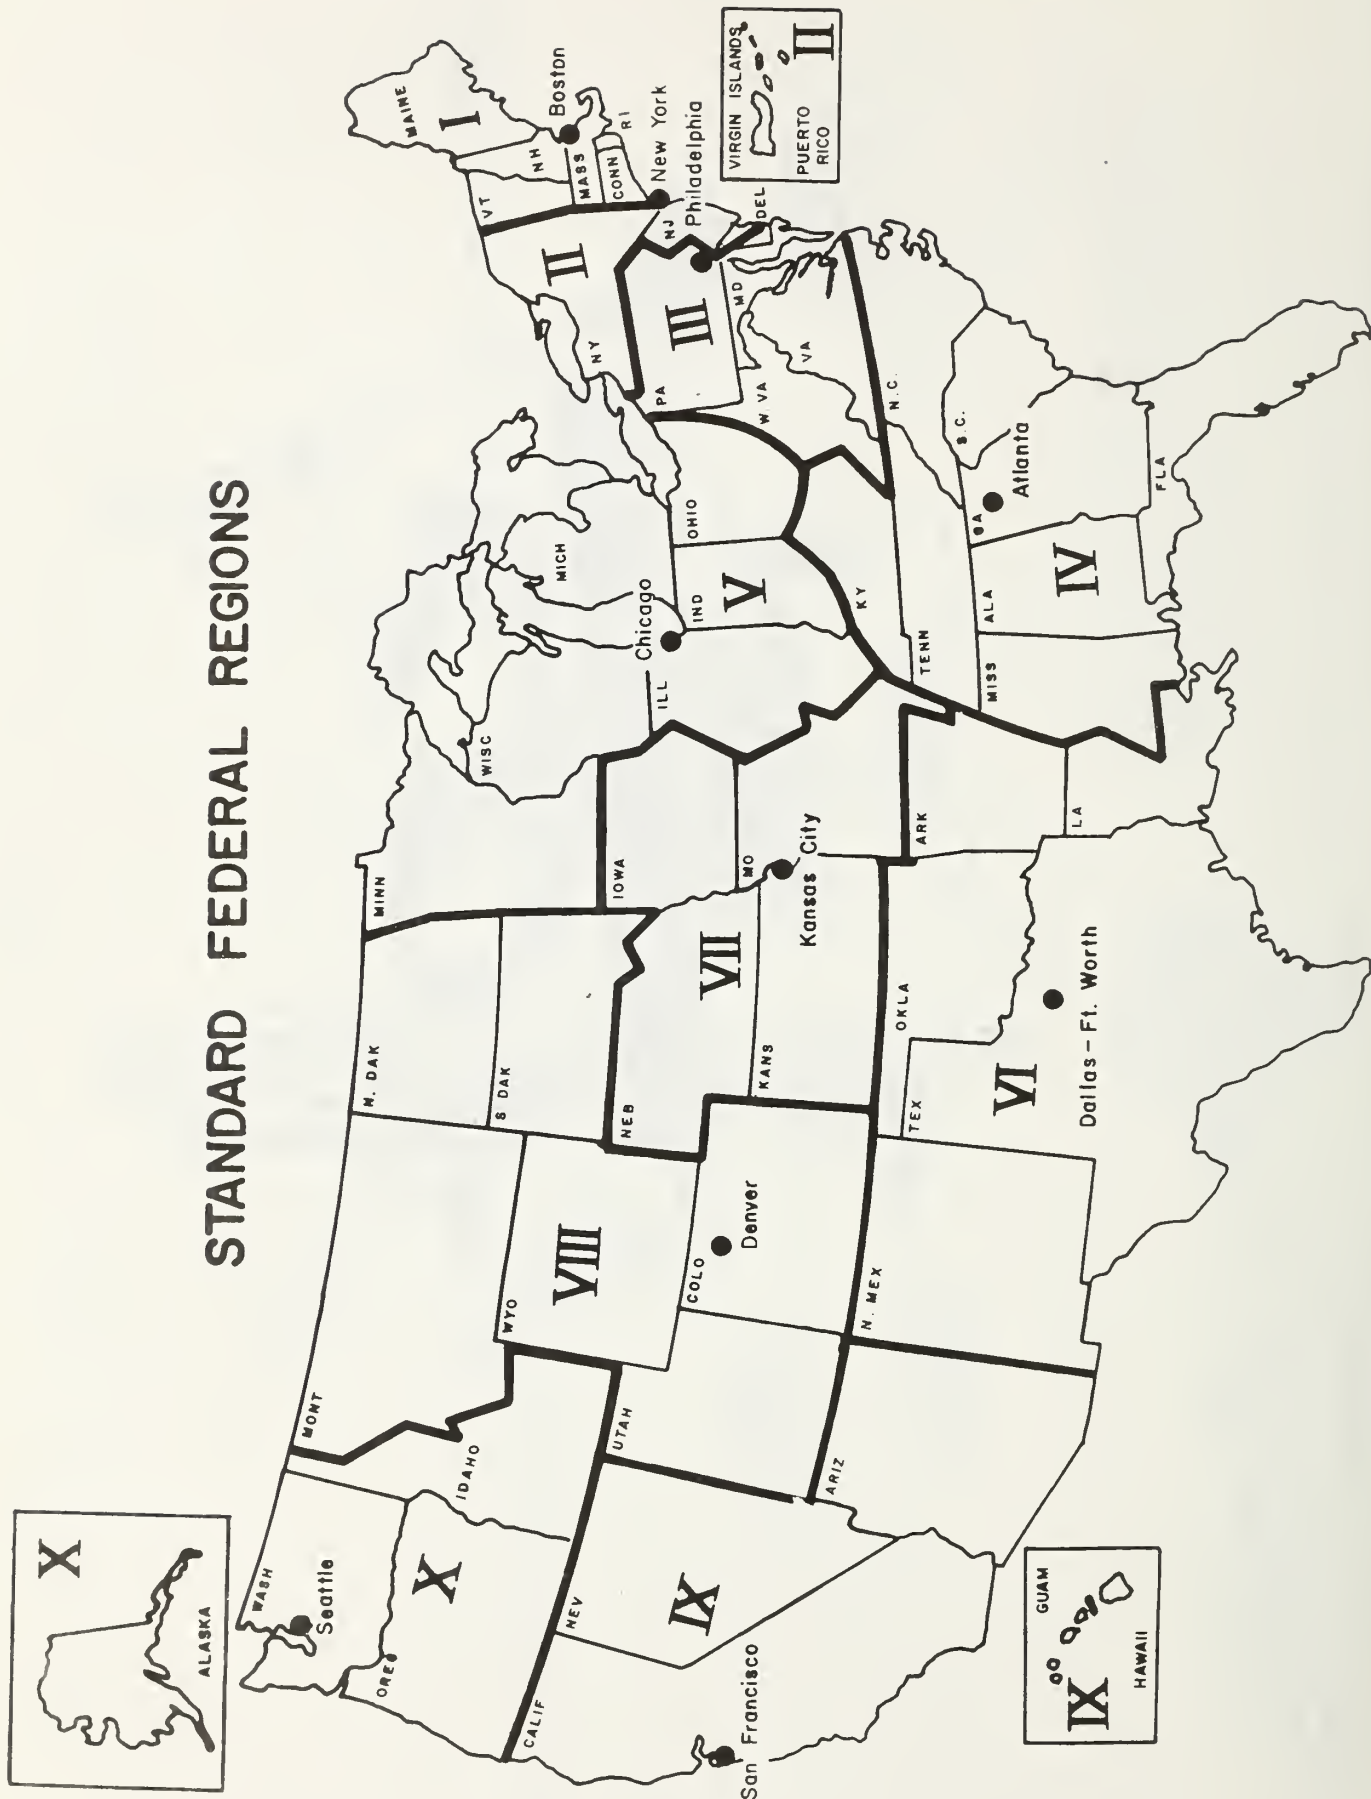 STANDARD FEDERAL REGIONS
X
ALASKA
WASH
Seattle
OREG
X
IDAHO
MONT
N. DAK
S DAK
WYO
VIII
UTAH
COLO
Denver
CALIF
NEV
IX
San Francisco
ARIZ
IX
GUAM
HAWAII
N. MEX
TEX
OKLA
VI
Dallas - Ft. Worth
ARK
LA
NEB
VII
KANS
Kansas City
IOWA
MO
MINN
WISC
MICH
Chicago
ILL
IND
OHIO
V
KY
TENN
MISS
ALA
IV
GA
Atlanta
FLA
S.C.
N.C.
PA
III
W. VA
VA
MD
DEL
Philadelphia
NY
II
NJ
New York
VT
NH
MAINE
I
MASS
CONN
RI
Boston
VIRGIN ISLANDS
PUERTO
RICO
II